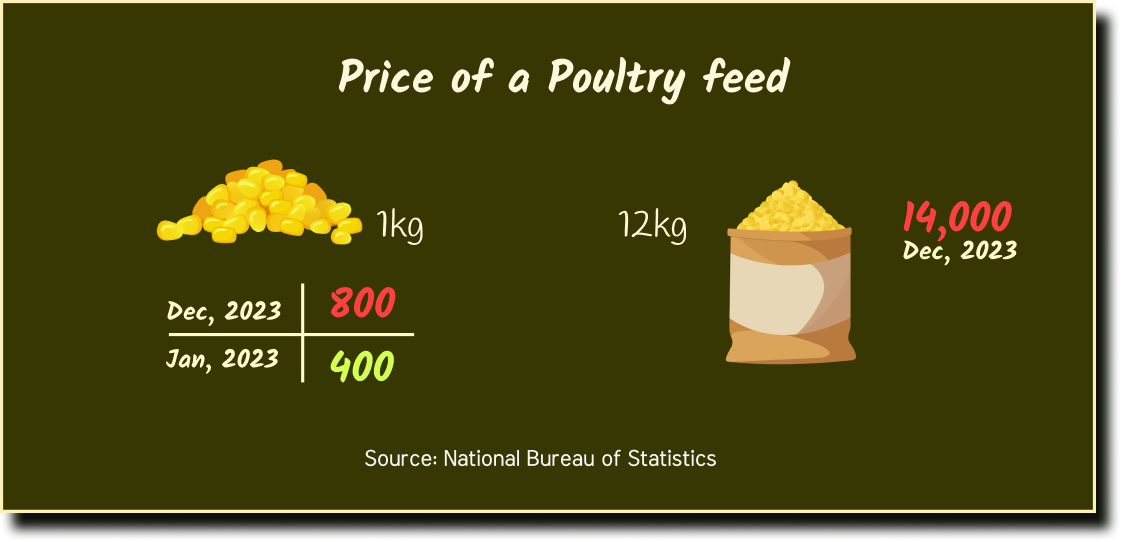 Price of a Poultry feed
1kg
Dec, 2023 800
Jan, 2023 400
12kg
14,000
Dec, 2023
Source: National Bureau of Statistics